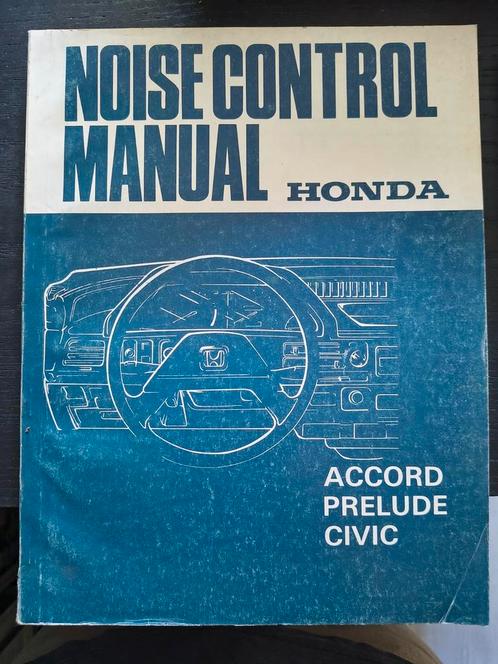 NOISE CONTROL
MANUAL HONDA
ACCORD
PRELUDE
CIVIC